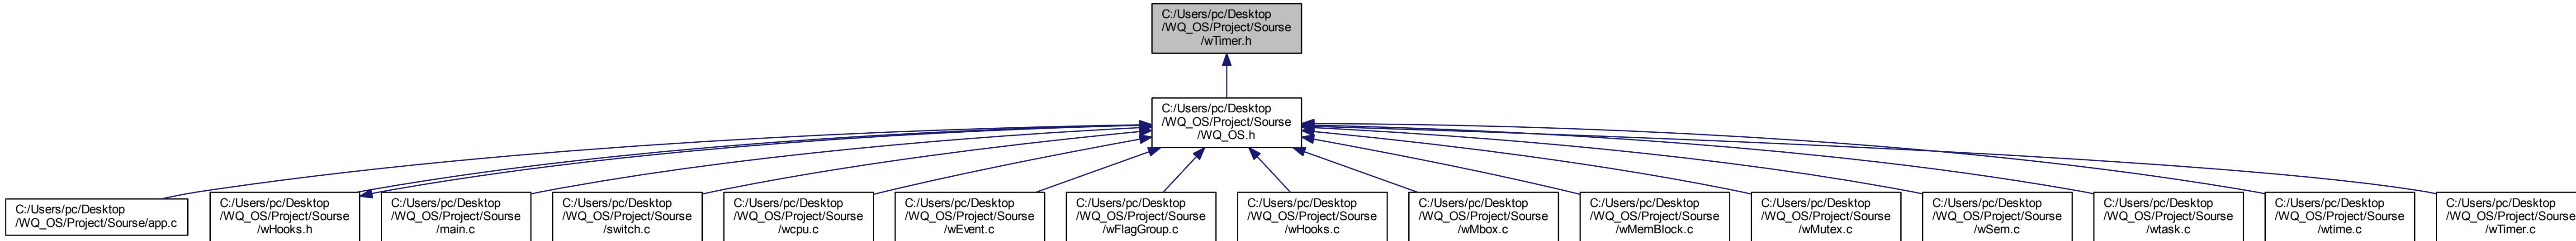 C:/Users/pc/Desktop
/WQ_OS/Project/Sourse
/wTimer.h
C:/Users/pc/Desktop
/WQ_OS/Project/Sourse
/WQ_OS.h
C:/Users/pc/Desktop
/WQ_OS/Project/Sourse/app.c
C:/Users/pc/Desktop
/WQ_OS/Project/Sourse
/wHooks.h
C:/Users/pc/Desktop
/WQ_OS/Project/Sourse
/main.c
C:/Users/pc/Desktop
/WQ_OS/Project/Sourse
/switch.c
C:/Users/pc/Desktop
/WQ_OS/Project/Sourse
/wcpu.c
C:/Users/pc/Desktop
/WQ_OS/Project/Sourse
/wEvent.c
C:/Users/pc/Desktop
/WQ_OS/Project/Sourse
/wFlagGroup.c
C:/Users/pc/Desktop
/WQ_OS/Project/Sourse
/wHooks.c
C:/Users/pc/Desktop
/WQ_OS/Project/Sourse
/wMbox.c
C:/Users/pc/Desktop
/WQ_OS/Project/Sourse
/wMemBlock.c
C:/Users/pc/Desktop
/WQ_OS/Project/Sourse
/wMutex.c
C:/Users/pc/Desktop
/WQ_OS/Project/Sourse
/wSem.c
C:/Users/pc/Desktop
/WQ_OS/Project/Sourse
/wtask.c
C:/Users/pc/Desktop
/WQ_OS/Project/Sourse
/wtime.c
C:/Users/pc/Desktop
/WQ_OS/Project/Sourse
/wTimer.c